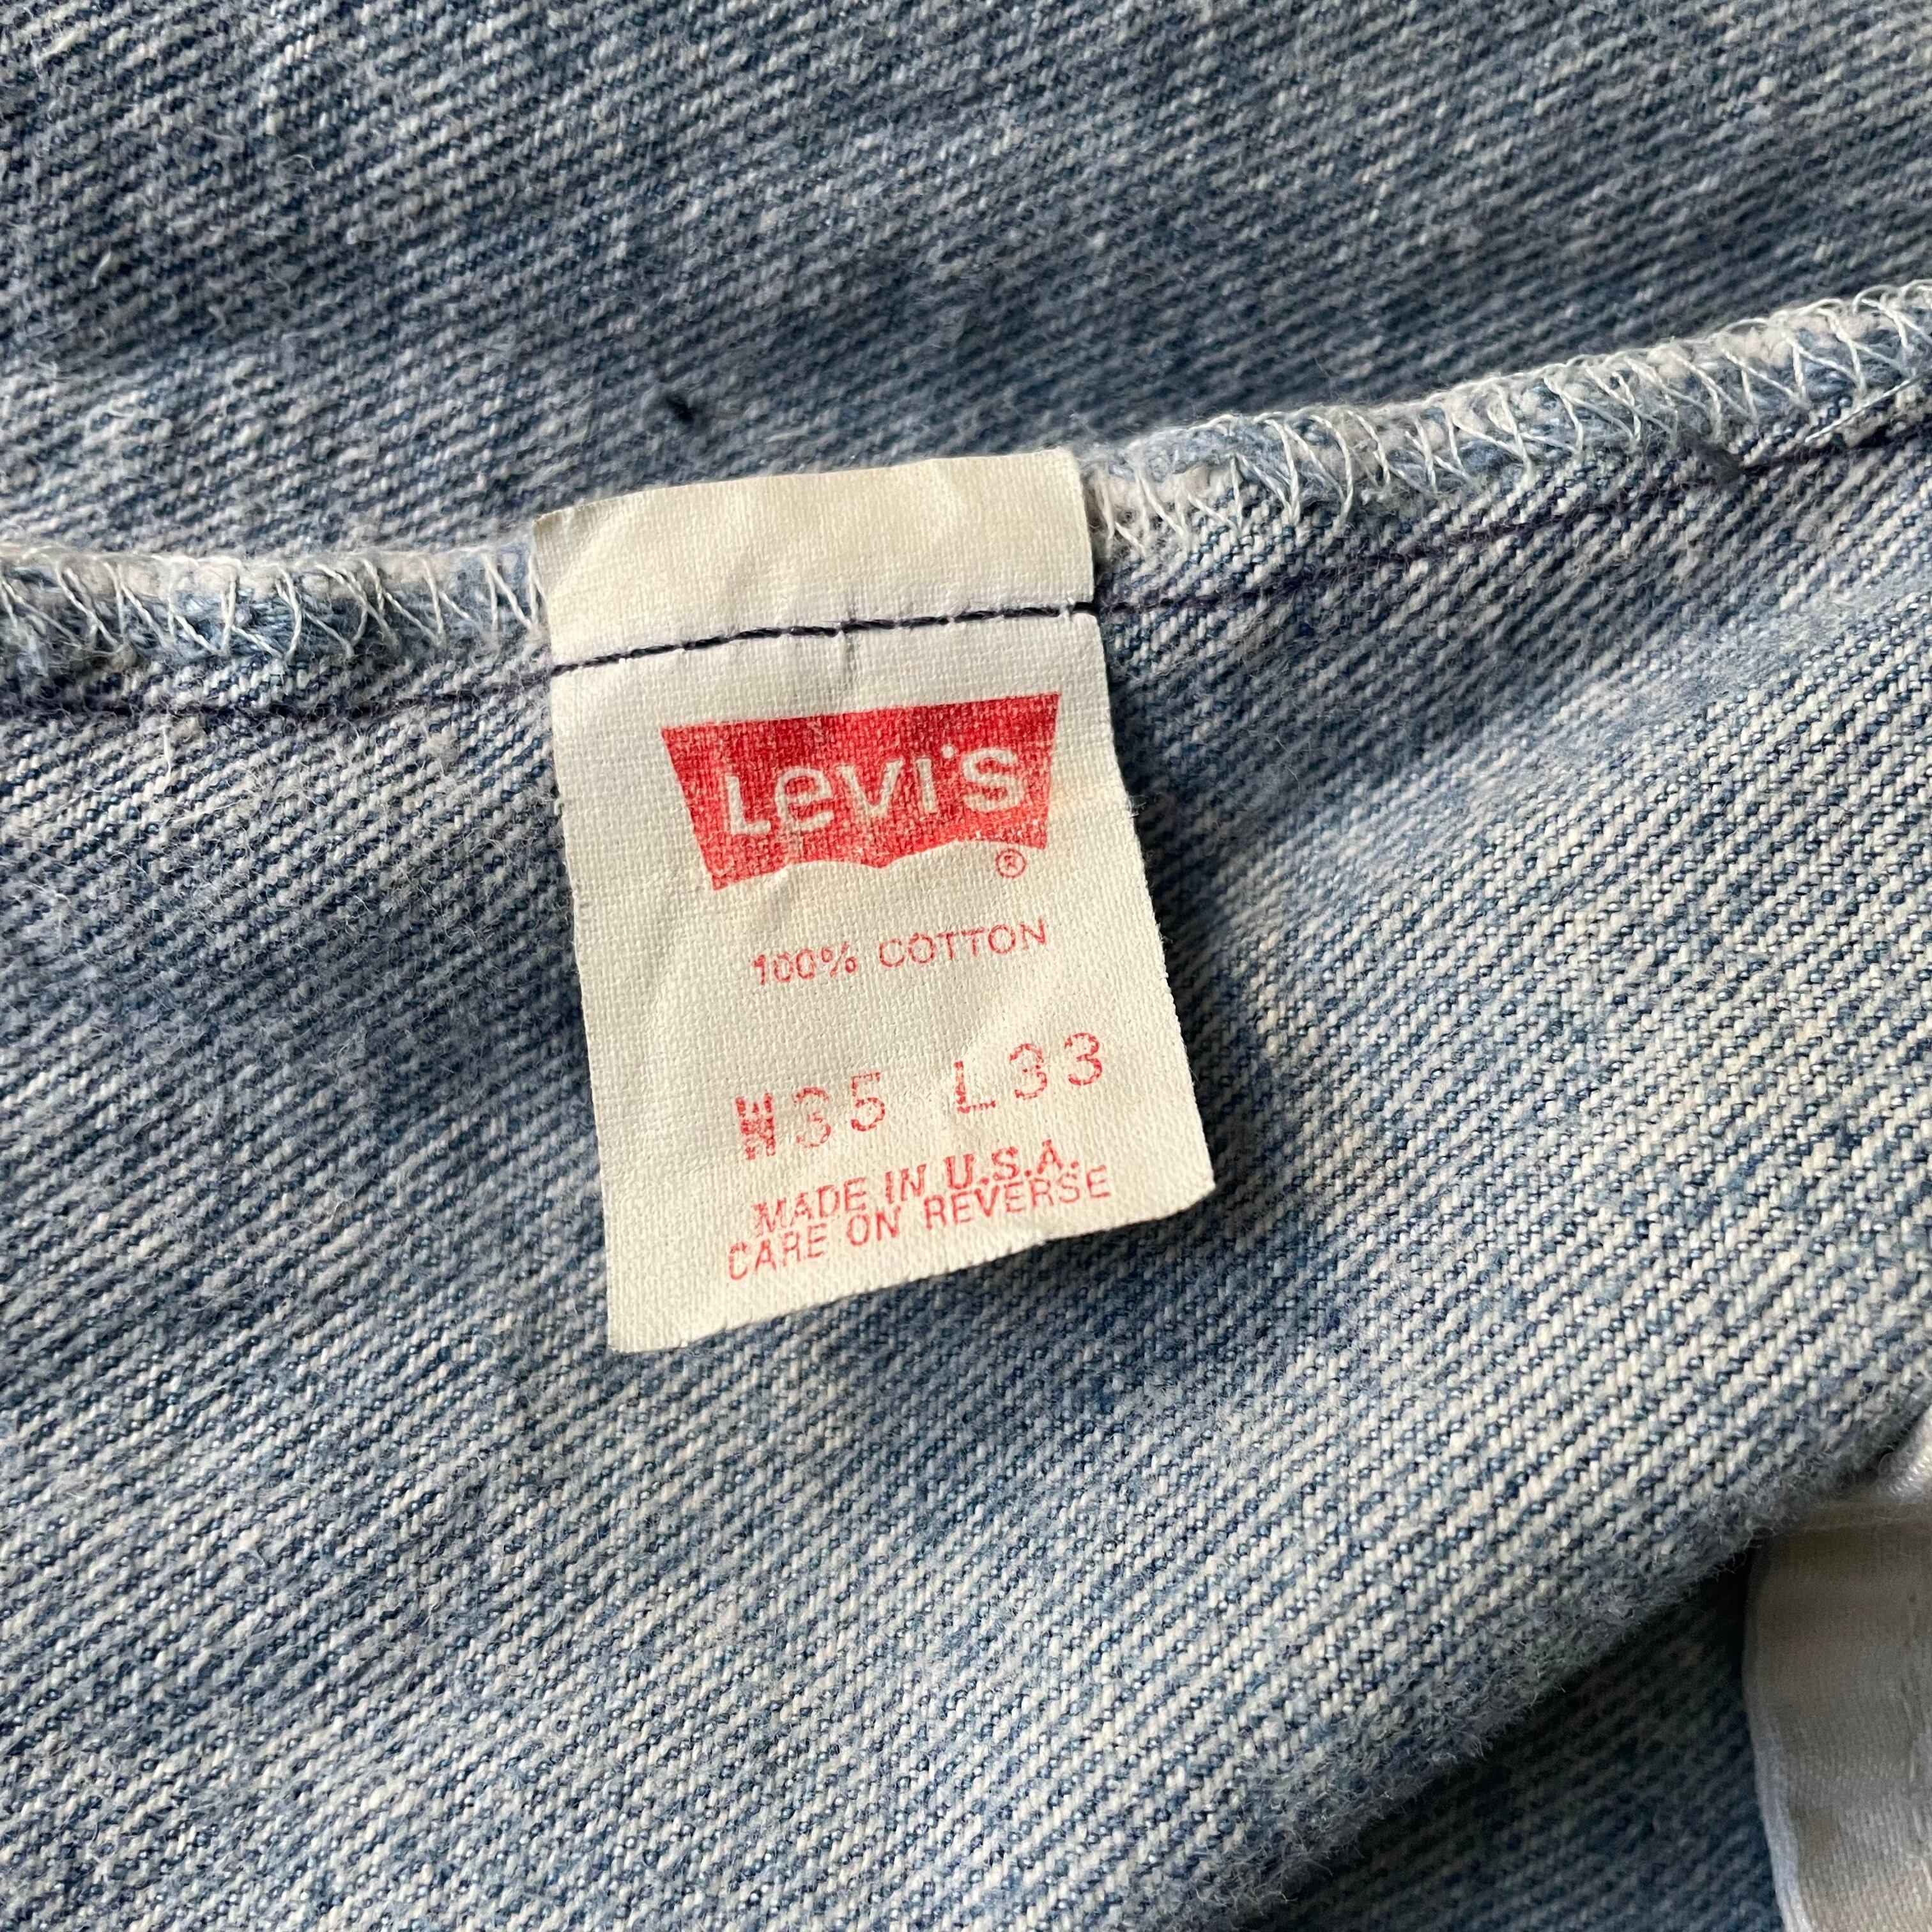 Levi's
®
100% COTTON
W35 L33
MADE IN U.S.A.
CARE ON REVERSE